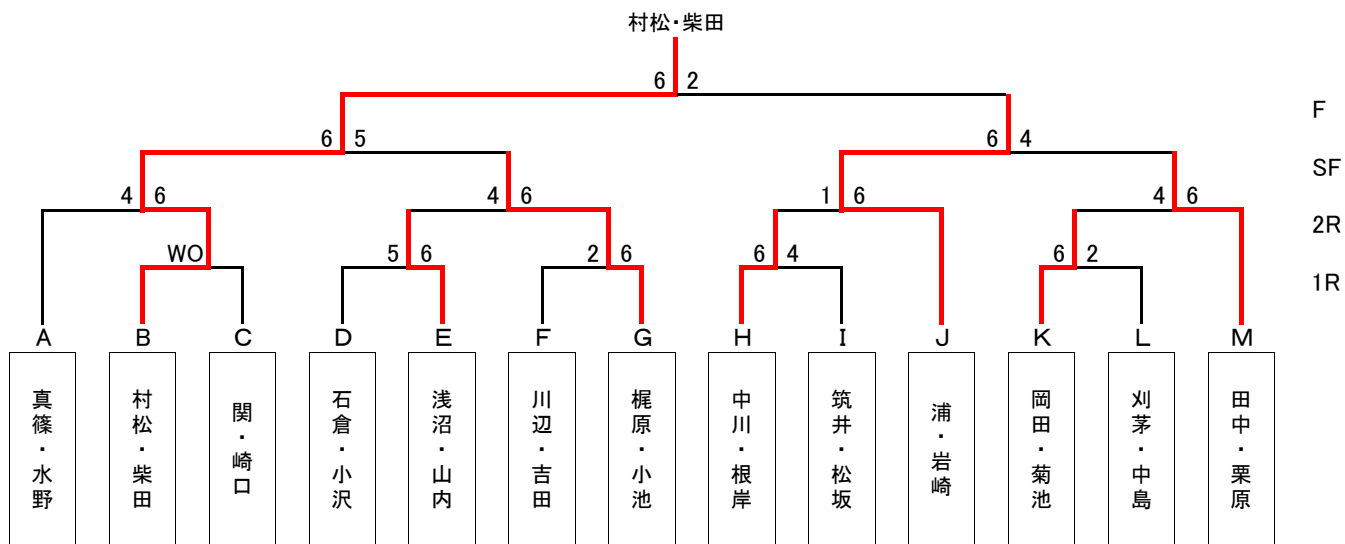 村松・柴田
6 2
F
6 5 6 4
SF
4 6 4 6 1 6 4 6
2R
WO 5 6 2 6 6 4 6 2
1R
A B C D E F G H I J K L M
真篠・水野
村松・柴田
関・崎口
石倉・小沢
浅沼・山内
川辺・吉田
梶原・小池
中川・根岸
筑井・松坂
浦・岩崎
岡田・菊池
刈茅・中島
田中・栗原